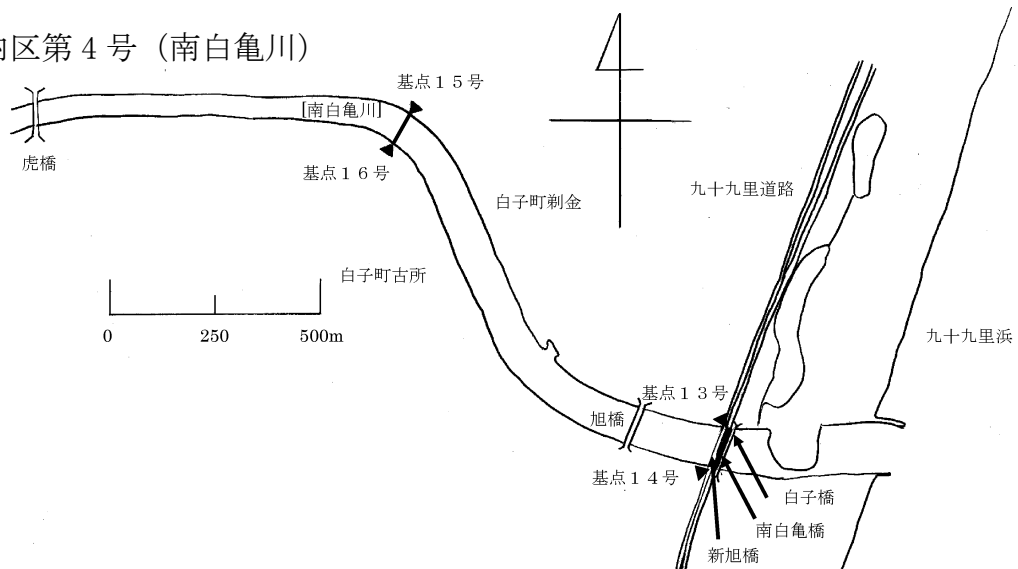 区第４号（南白亀川）
基点１５号
[南白亀川]
虎橋
基点１６号
九十九里道路
白子町剃金
白子町古所
0 250 500m
九十九里浜
基点１３号
旭橋
基点１４号
白子橋
南白亀橋
新旭橋